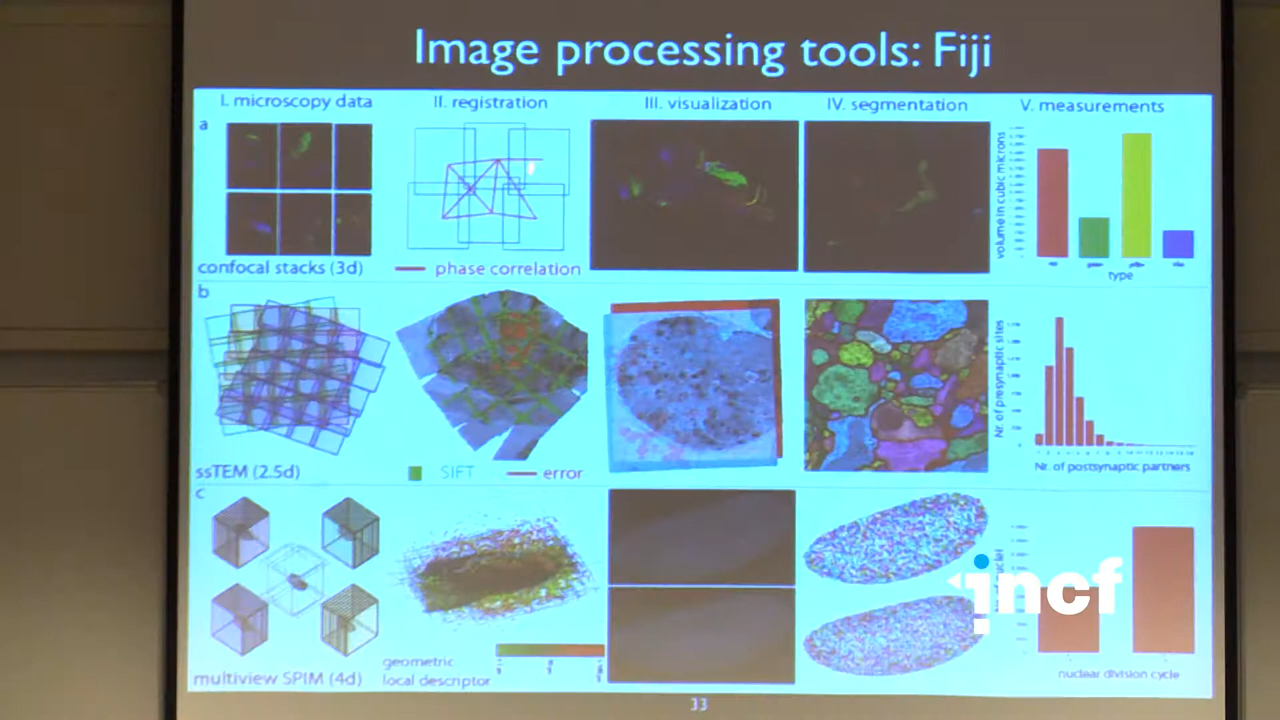 Image processing tools: Fiji
I. microscopy data
II. registration
III. visualization
IV. segmentation
V. measurements
a
confocal stacks (3d)
phase correlation
volume in cubic microns
type
b
ssTEM (2.5d)
SIFT
error
Nr. of presynaptic sites
Nr. of postsynaptic partners
c
multiview SPIM (4d)
geometric
local descriptor
nuclear division cycle
incf
33